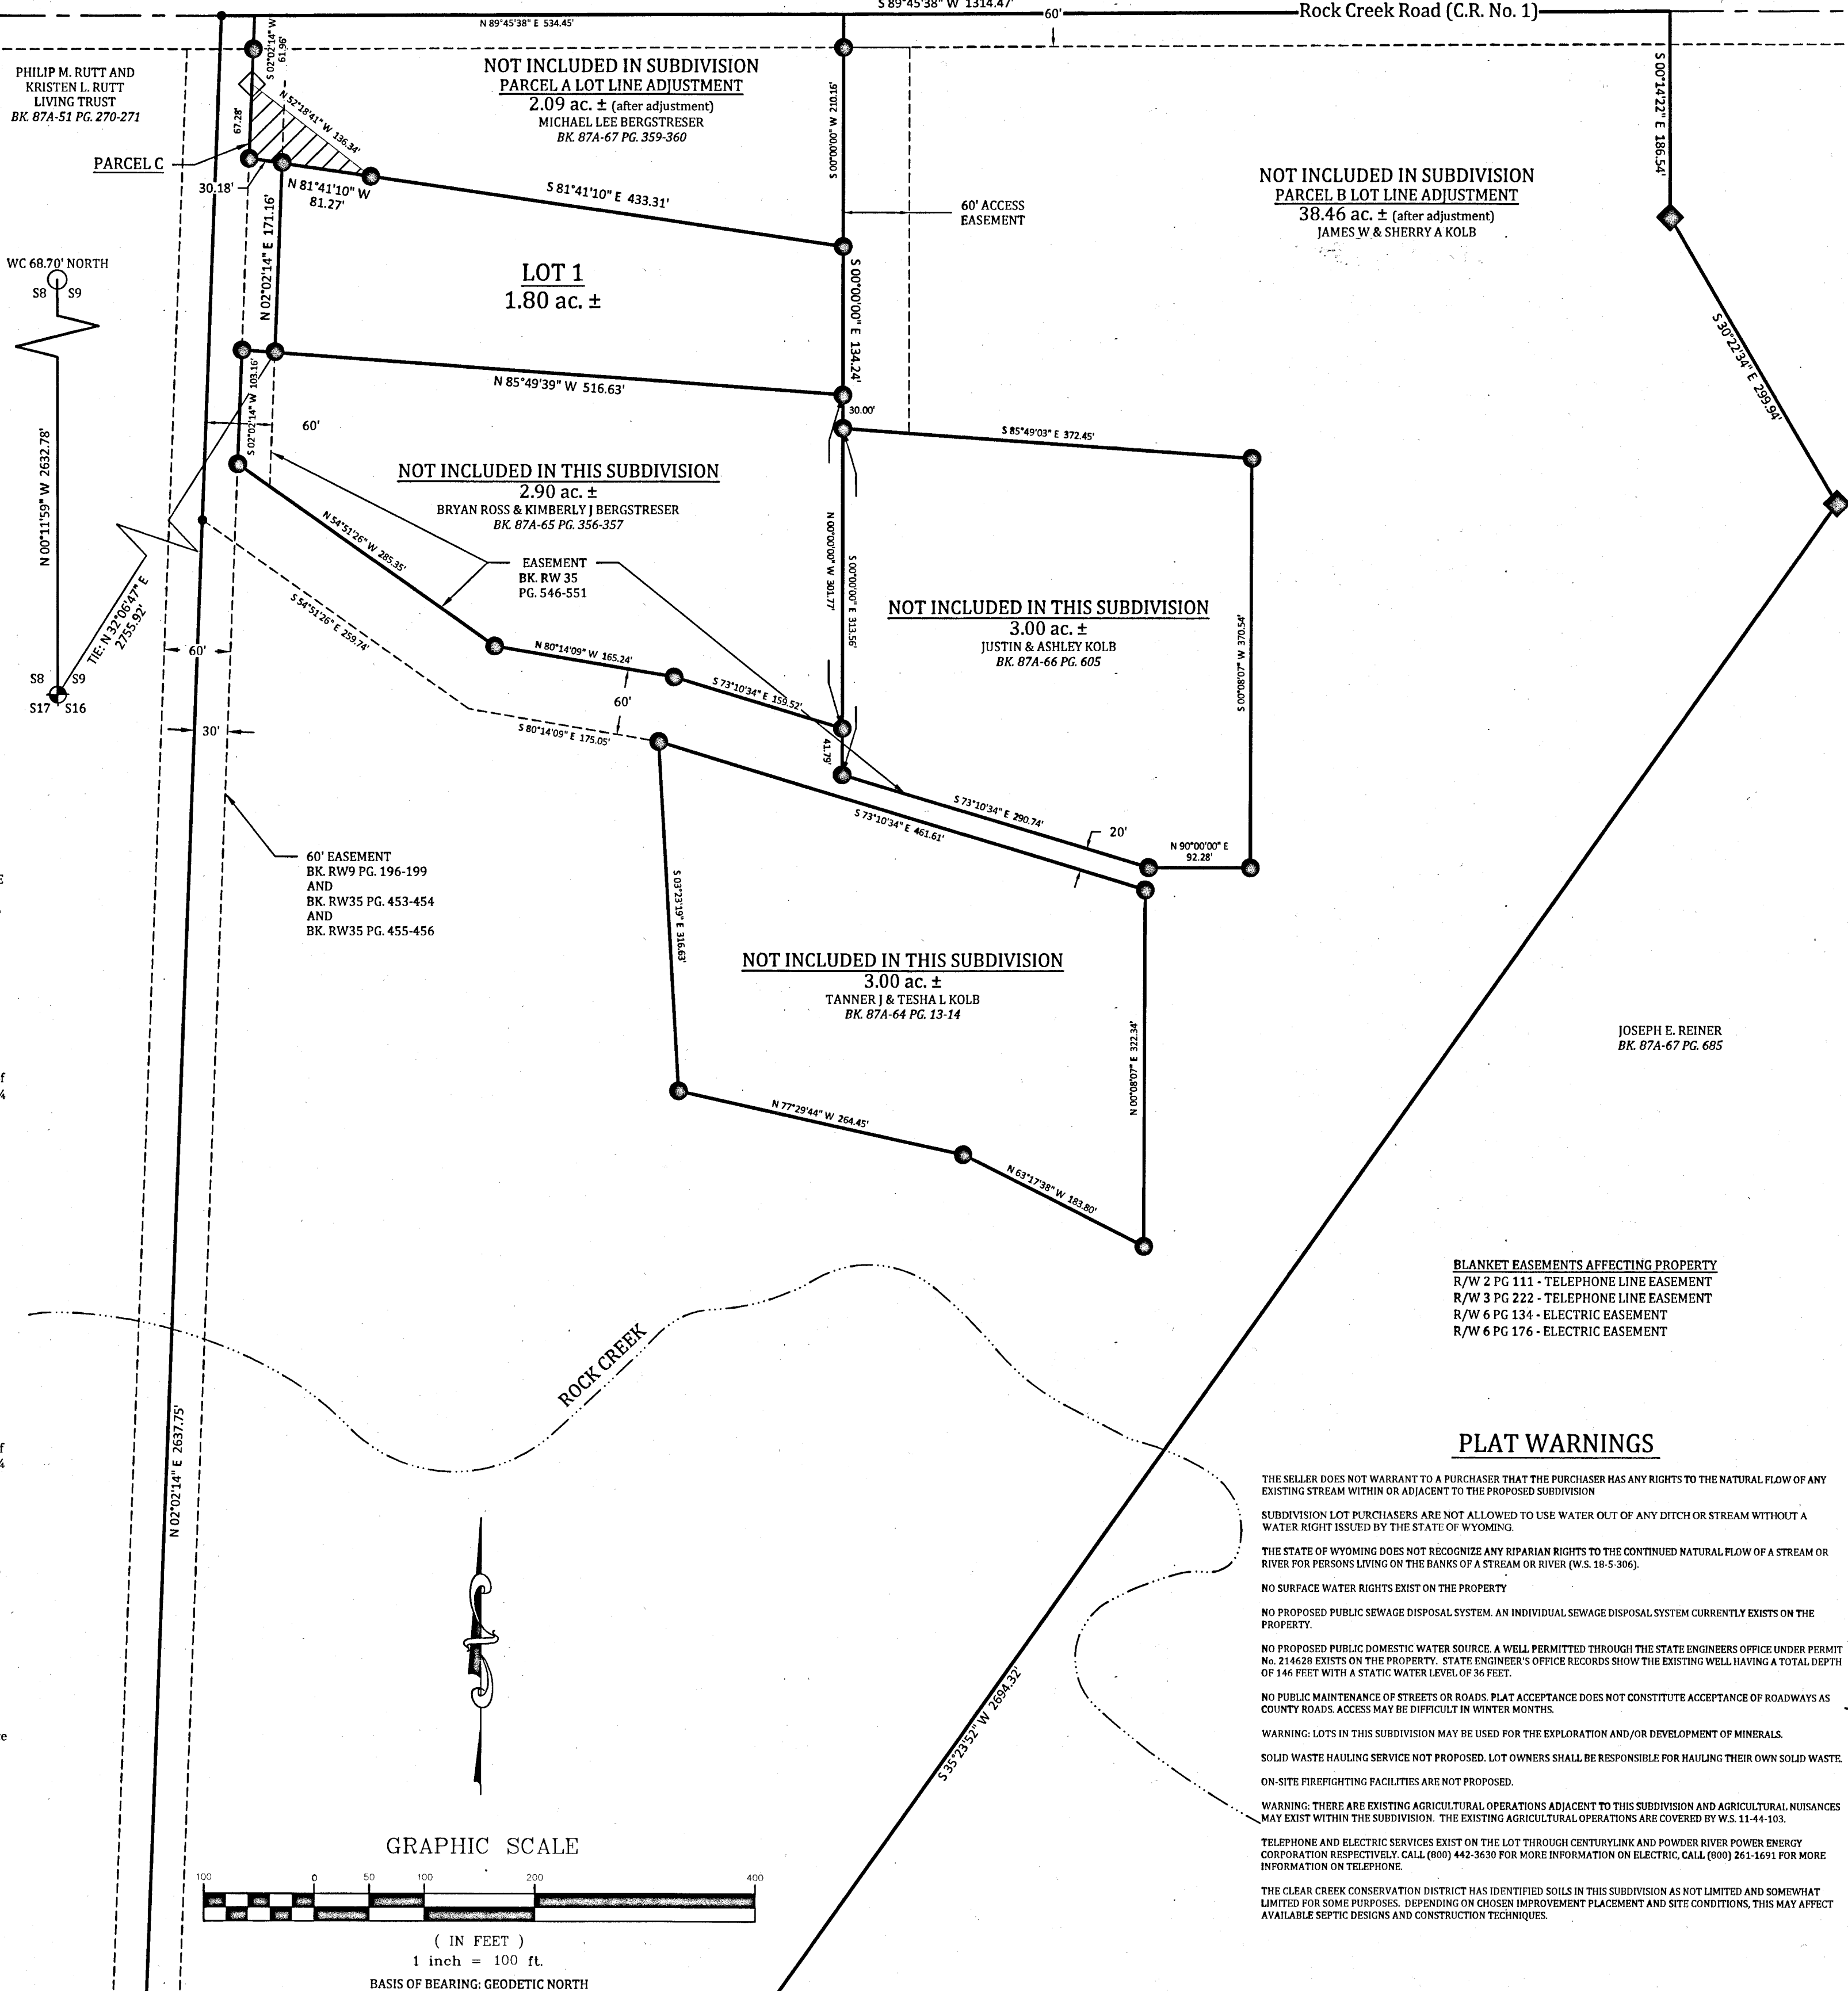 S 89°45'38" W 1314.47'
60'
Rock Creek Road (C.R. No. 1)
N 89°45'38" E 534.45'
S 02°02'14" W
61.96'
PHILIP M. RUTT AND
KRISTEN L. RUTT
LIVING TRUST
BK. 87A-51 PG. 270-271
NOT INCLUDED IN SUBDIVISION
PARCEL A LOT LINE ADJUSTMENT
2.09 ac. ± (after adjustment)
MICHAEL LEE BERGSTRESER
BK. 87A-67 PG. 359-360
N 52°18'41" W 136.34'
67.28'
S 00°00'00" W 210.16'
S 00°14'22" E 186.54'
PARCEL C
30.18'
N 81°41'10" W
81.27'
S 81°41'10" E 433.31'
60' ACCESS
EASEMENT
NOT INCLUDED IN SUBDIVISION
PARCEL B LOT LINE ADJUSTMENT
38.46 ac. ± (after adjustment)
JAMES W & SHERRY A KOLB
WC 68.70' NORTH
S8 S9
N 02°02'14" E 171.16'
LOT 1
1.80 ac. ±
S 00°00'00" E 134.24'
S 30°22'34" E 299.94'
N 85°49'39" W 516.63'
S 02°02'14" W 103.16'
60'
30.00'
S 85°49'03" E 372.45'
N 00°11'59" W 2632.78'
NOT INCLUDED IN THIS SUBDIVISION
2.90 ac. ±
BRYAN ROSS & KIMBERLY J BERGSTRESER
BK. 87A-65 PG. 356-357
N 54°51'26" W 285.35'
EASEMENT
BK. RW 35
PG. 546-551
N 00°00'00" W 301.77'
S 00°00'00" E 313.56'
NOT INCLUDED IN THIS SUBDIVISION
3.00 ac. ±
JUSTIN & ASHLEY KOLB
BK. 87A-66 PG. 605
S 00°08'07" W 370.54'
TIE: N 32°06'47" E
2755.92'
S 54°51'26" E 259.74'
60'
N 80°14'09" W 165.24'
S8 S9
S17 S16
S 73°10'34" E 159.52'
60'
30'
S 80°14'09" E 175.05'
41.79'
S 73°10'34" E 290.74'
S 73°10'34" E 461.61'
20'
N 90°00'00" E
92.28'
60' EASEMENT
BK. RW9 PG. 196-199
AND
BK. RW35 PG. 453-454
AND
BK. RW35 PG. 455-456
E
S 03°23'19" E 316.63'
NOT INCLUDED IN THIS SUBDIVISION
3.00 ac. ±
TANNER J & TESHA L KOLB
BK. 87A-64 PG. 13-14
N 00°08'07" E 322.34'
JOSEPH E. REINER
BK. 87A-67 PG. 685
f
¼
N 77°29'44" W 264.45'
N 63°17'38" W 183.80'
BLANKET EASEMENTS AFFECTING PROPERTY
R/W 2 PG 111 - TELEPHONE LINE EASEMENT
R/W 3 PG 222 - TELEPHONE LINE EASEMENT
R/W 6 PG 134 - ELECTRIC EASEMENT
R/W 6 PG 176 - ELECTRIC EASEMENT
ROCK CREEK
N 02°02'14" E 2637.75'
f
¼
PLAT WARNINGS
THE SELLER DOES NOT WARRANT TO A PURCHASER THAT THE PURCHASER HAS ANY RIGHTS TO THE NATURAL FLOW OF ANY
EXISTING STREAM WITHIN OR ADJACENT TO THE PROPOSED SUBDIVISION
SUBDIVISION LOT PURCHASERS ARE NOT ALLOWED TO USE WATER OUT OF ANY DITCH OR STREAM WITHOUT A
WATER RIGHT ISSUED BY THE STATE OF WYOMING.
THE STATE OF WYOMING DOES NOT RECOGNIZE ANY RIPARIAN RIGHTS TO THE CONTINUED NATURAL FLOW OF A STREAM OR
RIVER FOR PERSONS LIVING ON THE BANKS OF A STREAM OR RIVER (W.S. 18-5-306).
NO SURFACE WATER RIGHTS EXIST ON THE PROPERTY
NO PROPOSED PUBLIC SEWAGE DISPOSAL SYSTEM. AN INDIVIDUAL SEWAGE DISPOSAL SYSTEM CURRENTLY EXISTS ON THE
PROPERTY.
NO PROPOSED PUBLIC DOMESTIC WATER SOURCE. A WELL PERMITTED THROUGH THE STATE ENGINEERS OFFICE UNDER PERMIT
No. 214628 EXISTS ON THE PROPERTY. STATE ENGINEER'S OFFICE RECORDS SHOW THE EXISTING WELL HAVING A TOTAL DEPTH
OF 146 FEET WITH A STATIC WATER LEVEL OF 36 FEET.
NO PUBLIC MAINTENANCE OF STREETS OR ROADS. PLAT ACCEPTANCE DOES NOT CONSTITUTE ACCEPTANCE OF ROADWAYS AS
COUNTY ROADS. ACCESS MAY BE DIFFICULT IN WINTER MONTHS.
WARNING: LOTS IN THIS SUBDIVISION MAY BE USED FOR THE EXPLORATION AND/OR DEVELOPMENT OF MINERALS.
SOLID WASTE HAULING SERVICE NOT PROPOSED. LOT OWNERS SHALL BE RESPONSIBLE FOR HAULING THEIR OWN SOLID WASTE.
ON-SITE FIREFIGHTING FACILITIES ARE NOT PROPOSED.
WARNING: THERE ARE EXISTING AGRICULTURAL OPERATIONS ADJACENT TO THIS SUBDIVISION AND AGRICULTURAL NUISANCES
MAY EXIST WITHIN THE SUBDIVISION. THE EXISTING AGRICULTURAL OPERATIONS ARE COVERED BY W.S. 11-44-103.
TELEPHONE AND ELECTRIC SERVICES EXIST ON THE LOT THROUGH CENTURYLINK AND POWDER RIVER POWER ENERGY
CORPORATION RESPECTIVELY. CALL (800) 442-3630 FOR MORE INFORMATION ON ELECTRIC, CALL (800) 261-1691 FOR MORE
INFORMATION ON TELEPHONE.
THE CLEAR CREEK CONSERVATION DISTRICT HAS IDENTIFIED SOILS IN THIS SUBDIVISION AS NOT LIMITED AND SOMEWHAT
LIMITED FOR SOME PURPOSES. DEPENDING ON CHOSEN IMPROVEMENT PLACEMENT AND SITE CONDITIONS, THIS MAY AFFECT
AVAILABLE SEPTIC DESIGNS AND CONSTRUCTION TECHNIQUES.
S 35°23'52" W 2694.32'
e
GRAPHIC SCALE
100 0 50 100 200 400
( IN FEET )
1 inch = 100 ft.
BASIS OF BEARING: GEODETIC NORTH